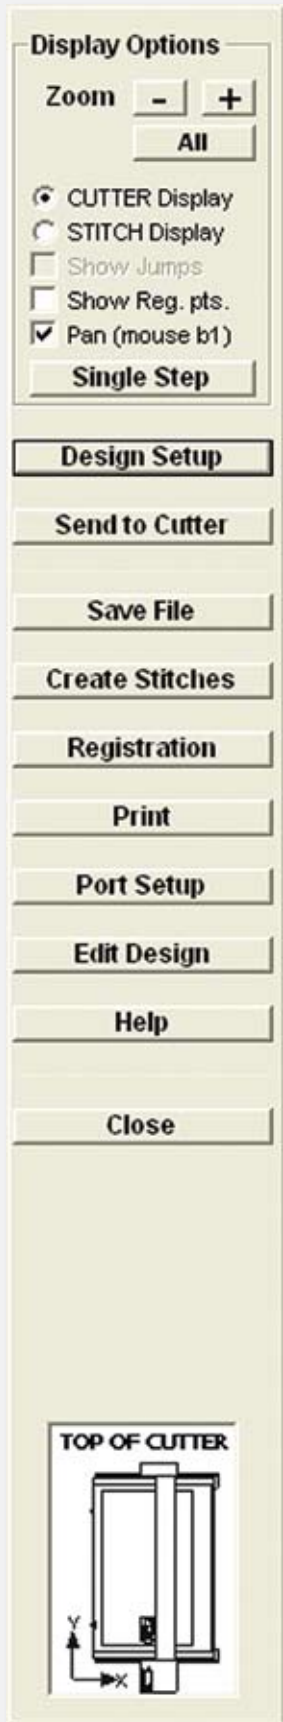 Display Options
Zoom - +
All
CUTTER Display
STITCH Display
Show Jumps
Show Reg. pts.
Pan (mouse b1)
Single Step
Design Setup
Send to Cutter
Save File
Create Stitches
Registration
Print
Port Setup
Edit Design
Help
Close
TOP OF CUTTER
Y
X